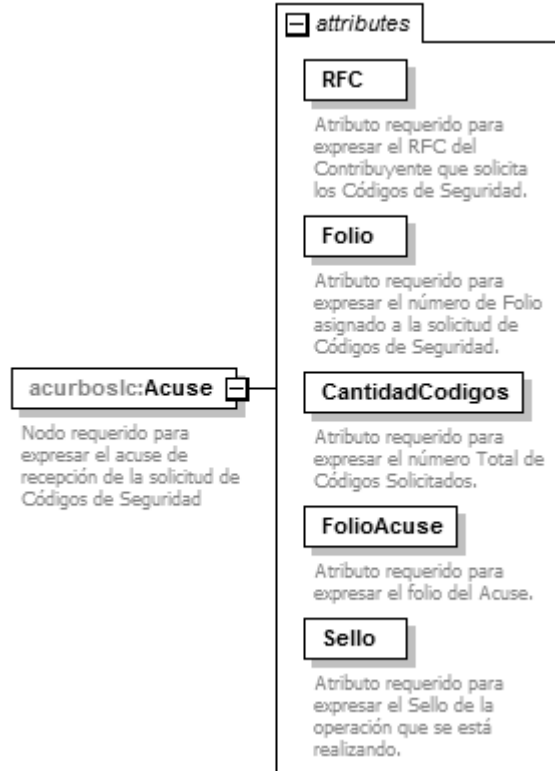 attributes
RFC
Atributo requerido para
expresar el RFC del
Contribuyente que solicita
los Códigos de Seguridad.
Folio
Atributo requerido para
expresar el número de Folio
asignado a la solicitud de
Códigos de Seguridad.
acurboslc:Acuse
Nodo requerido para
expresar el acuse de
recepción de la solicitud de
Códigos de Seguridad
CantidadCodigos
Atributo requerido para
expresar el número Total de
Códigos Solicitados.
FolioAcuse
Atributo requerido para
expresar el folio del Acuse.
Sello
Atributo requerido para
expresar el Sello de la
operación que se está
realizando.